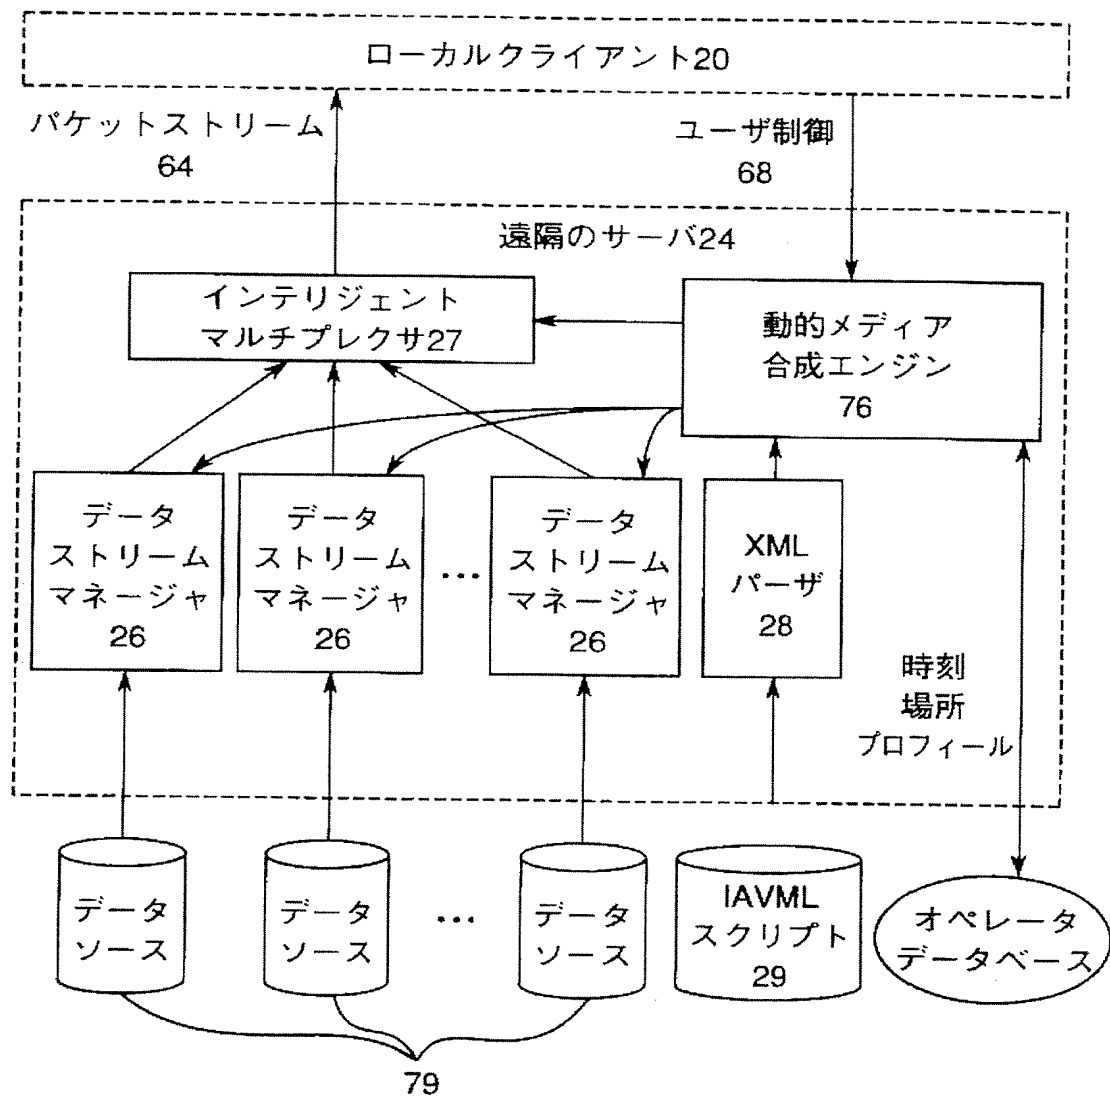 ローカルクライアント20
パケットストリーム
64
ユーザ制御
68
遠隔のサーバ24
インテリジェント
マルチプレクサ27
動的メディア
合成エンジン
76
データ
ストリーム
マネージャ
26
データ
ストリーム
マネージャ
26
...
データ
ストリーム
マネージャ
26
XML
パーザ
28
時刻
場所
プロフィール
データ
ソース
データ
ソース
...
データ
ソース
IAVML
スクリプト
29
オペレータ
データベース
79